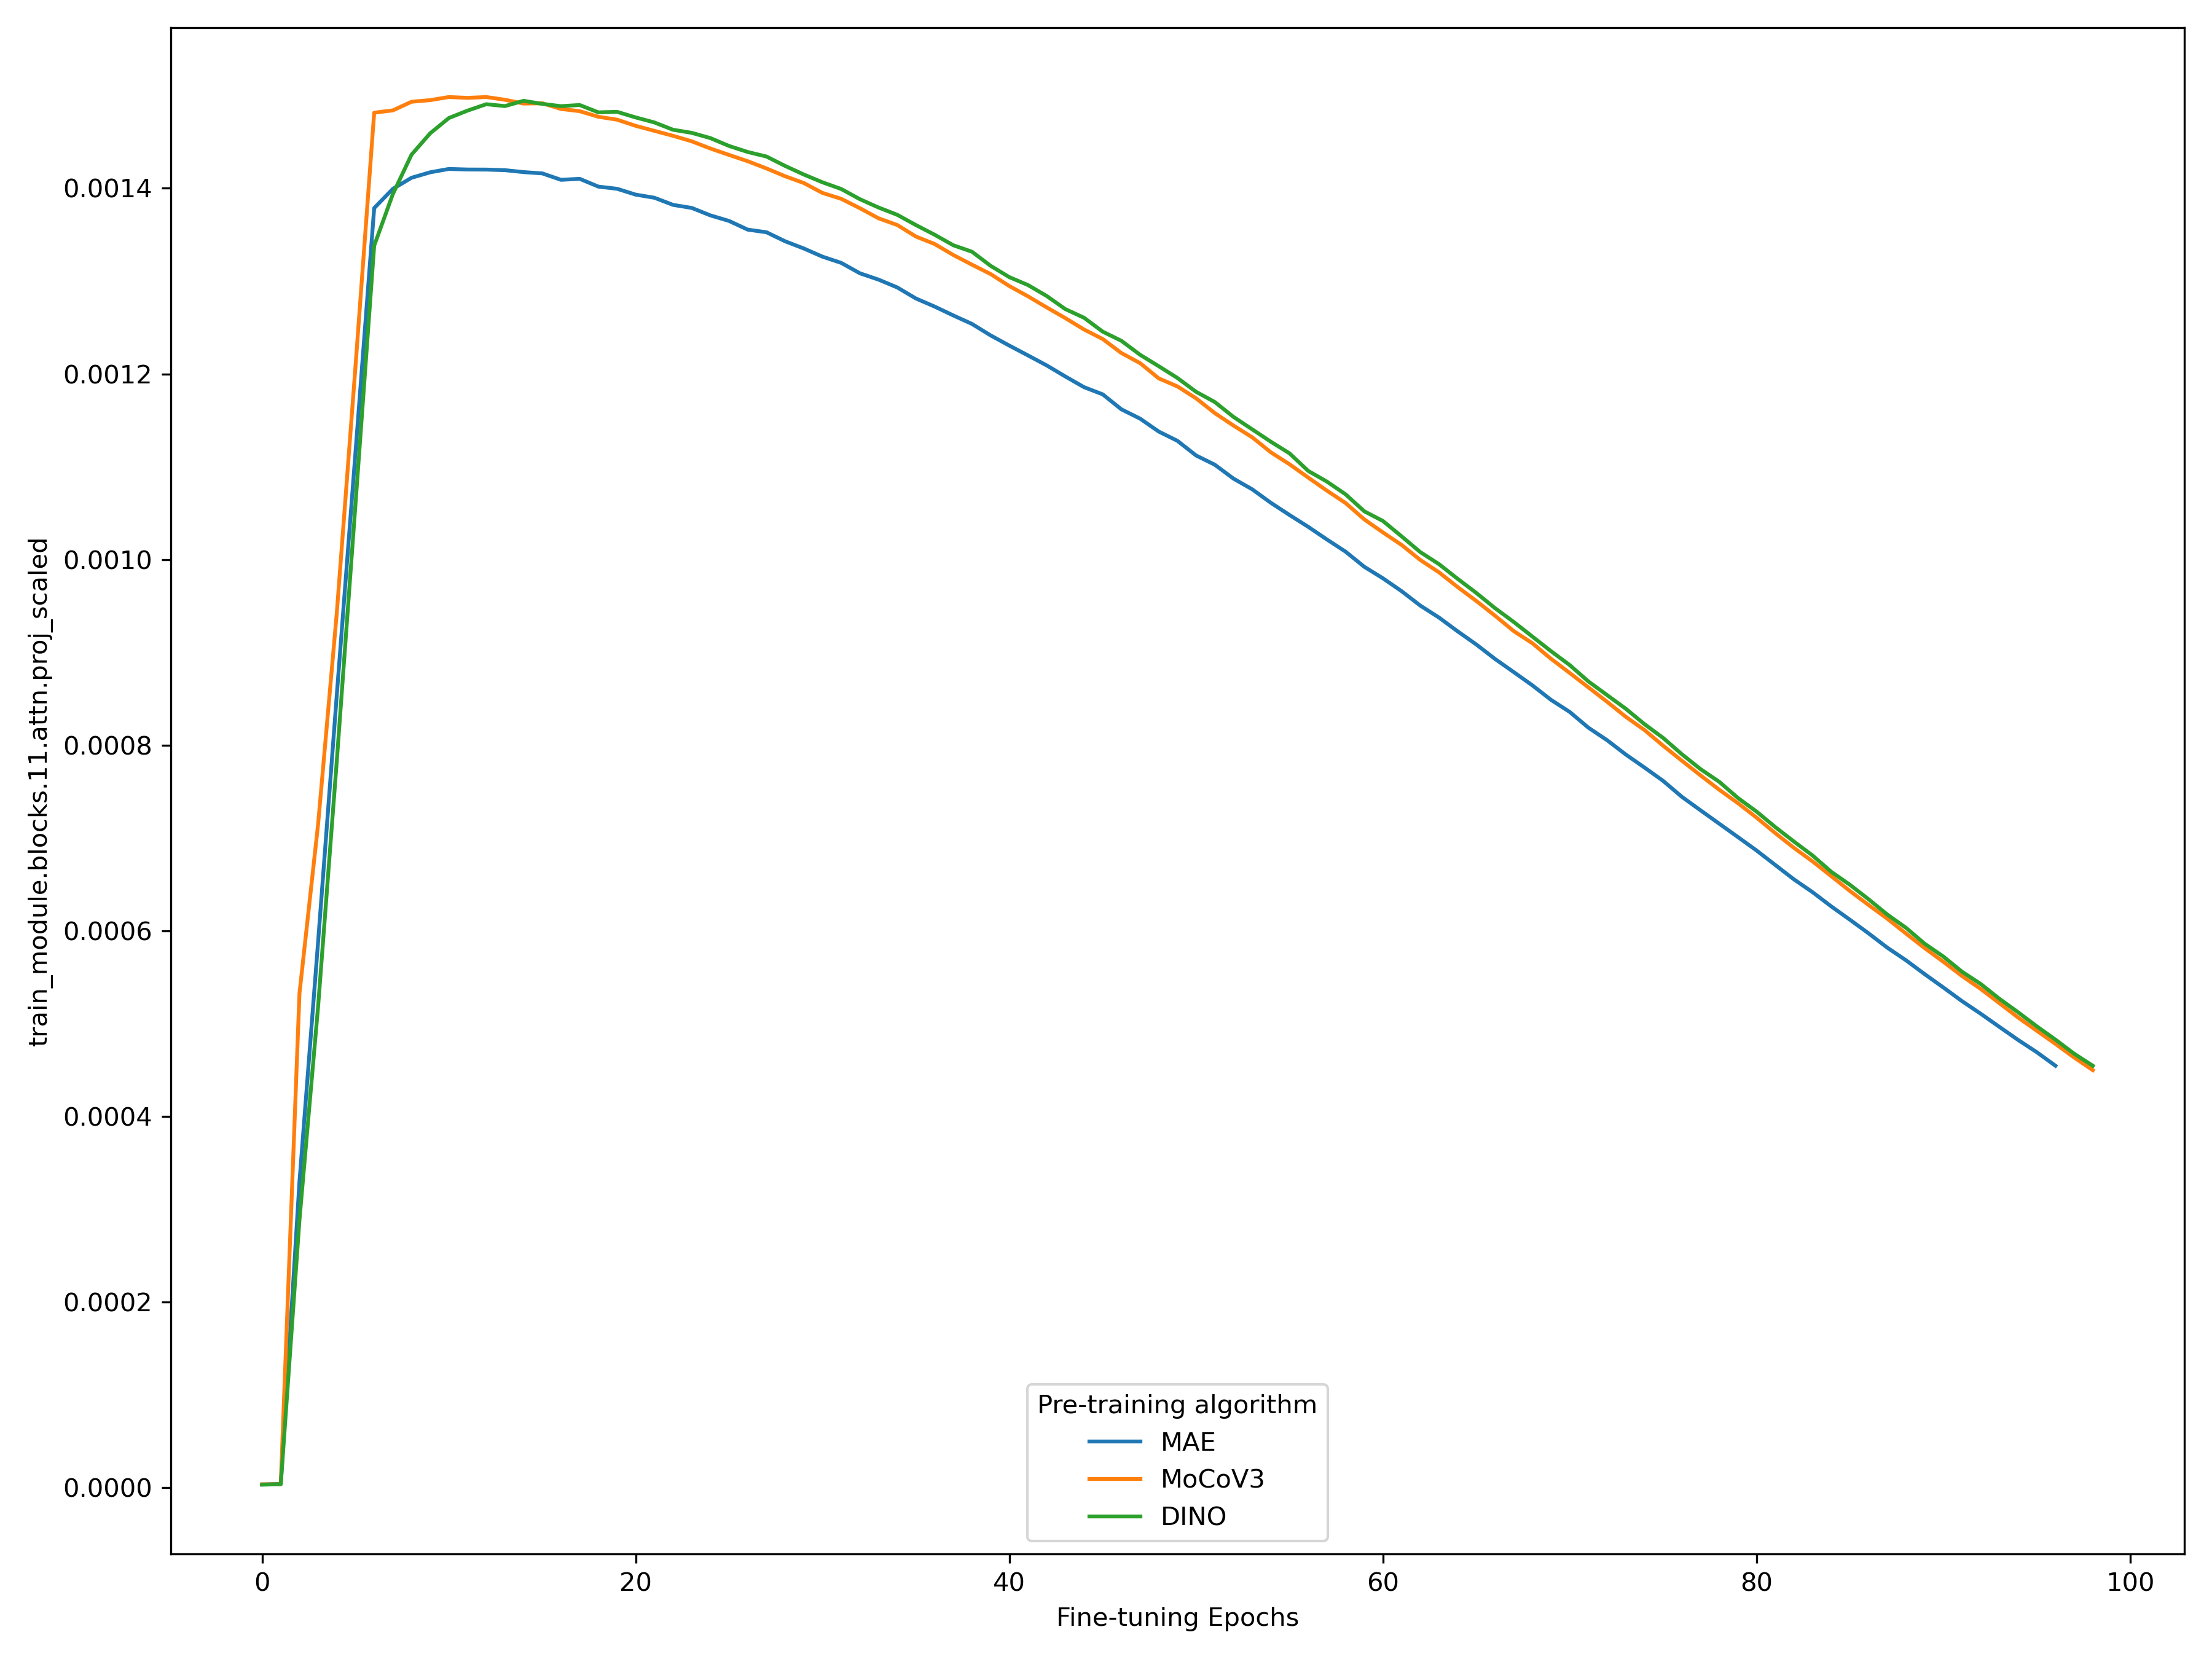 0.0014
0.0012
0.0010
0.0008
0.0006
0.0004
0.0002
0.0000
train_module.blocks.11.attn.proj_scaled
Pre-training algorithm
MAE
MoCoV3
DINO
0 20 40 60 80 100
Fine-tuning Epochs